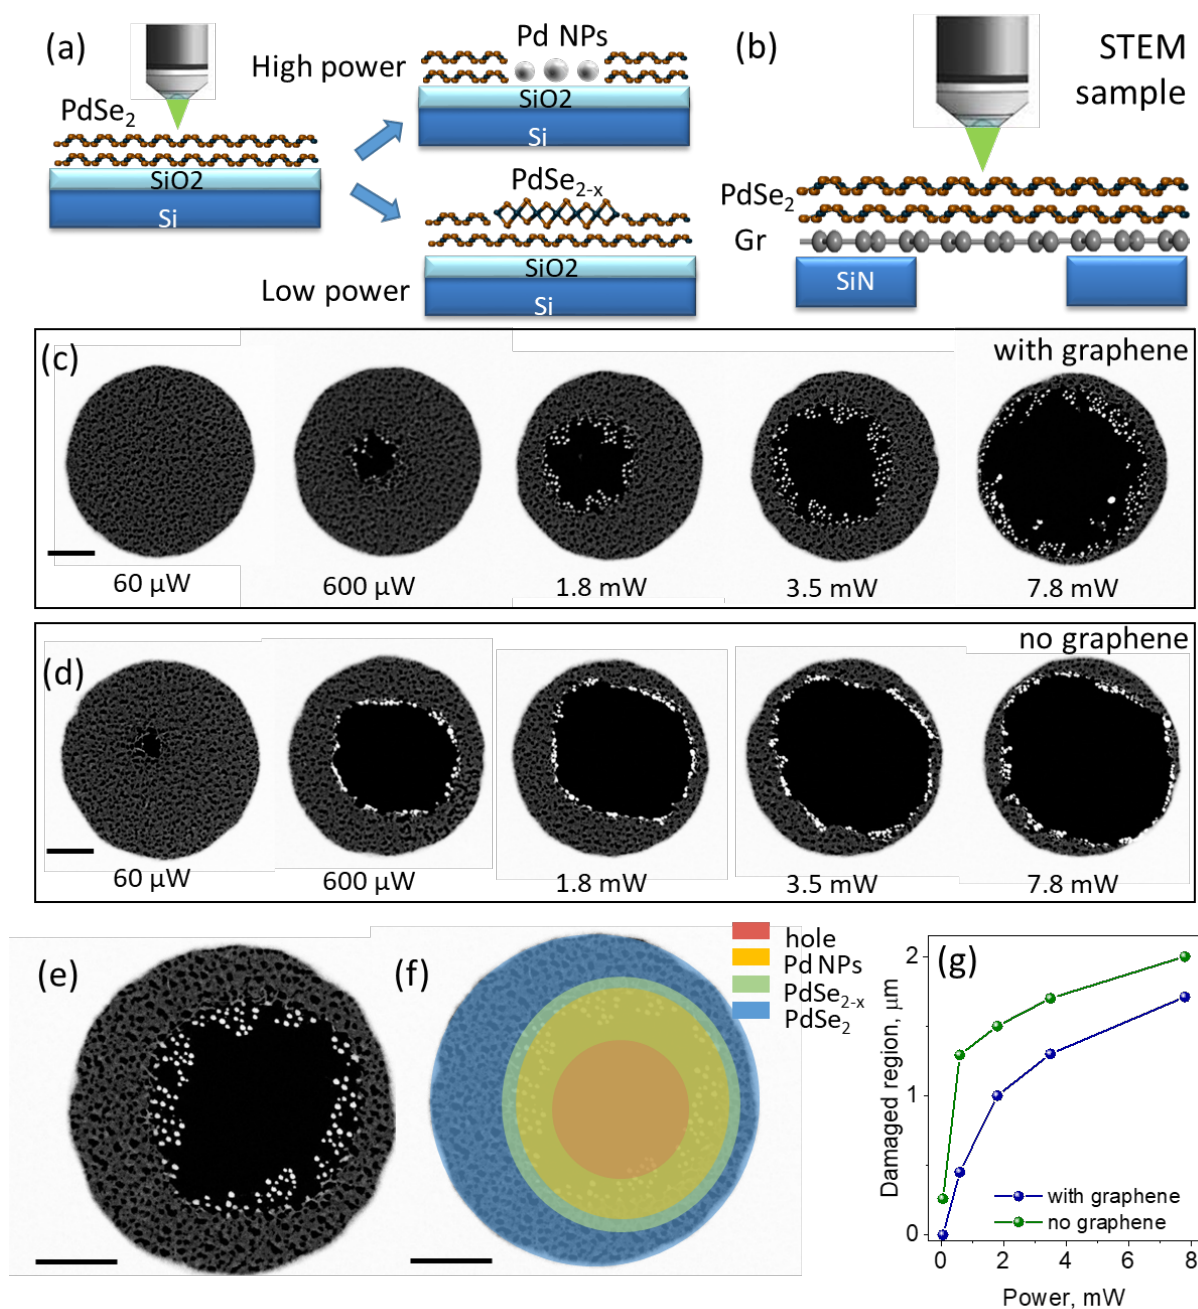 (a)
PdSe2
SiO2
Si
High power
Pd NPs
SiO2
Si
PdSe2-x
Low power
SiO2
Si
(b)
STEM
sample
PdSe2
Gr
SiN
(c)
with graphene
60 μW
600 μW
1.8 mW
3.5 mW
7.8 mW
(d)
no graphene
60 μW
600 μW
1.8 mW
3.5 mW
7.8 mW
(e)
(f)
hole
Pd NPs
PdSe2-x
PdSe2
(g)
Damaged region, μm
2
1
0
with graphene
no graphene
0 2 4 6 8
Power, mW